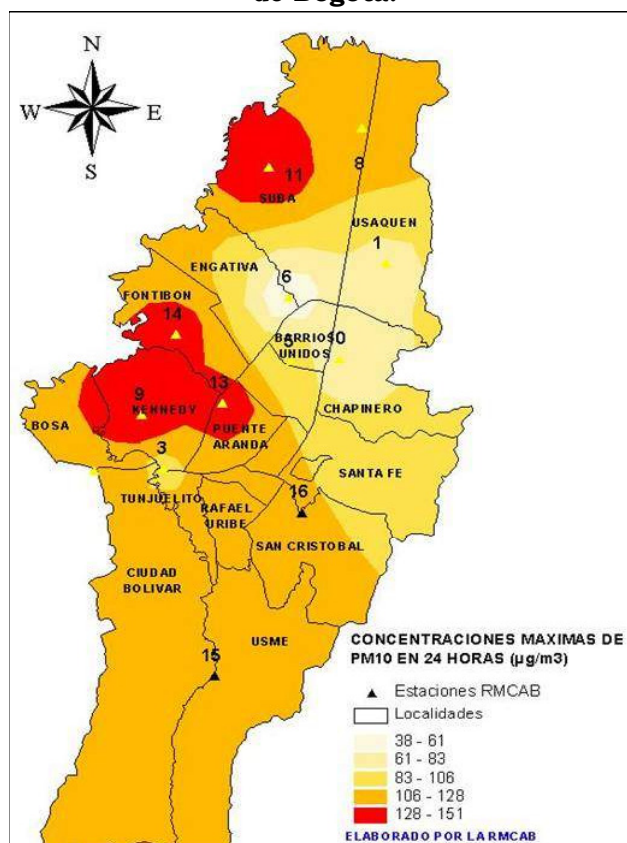 de Bogotá.
N
W E
S
11
SUBA
8
USAQUEN
1
ENGATIVA
6
FONTIBON
14
BARRIOS
UNIDOS
5
0
9
KENNEDY
13
CHAPINERO
BOSA
PUENTE
ARANDA
3
SANTA FE
TUNJUELITO
16
RAFAEL
URIBE
SAN CRISTOBAL
CIUDAD
BOLIVAR
USME
15
CONCENTRACIONES MAXIMAS DE
PM10 EN 24 HORAS (µg/m3)
Estaciones RMCAB
Localidades
38 - 61
61 - 83
83 - 106
106 - 128
128 - 151
ELABORADO POR LA RMCAB